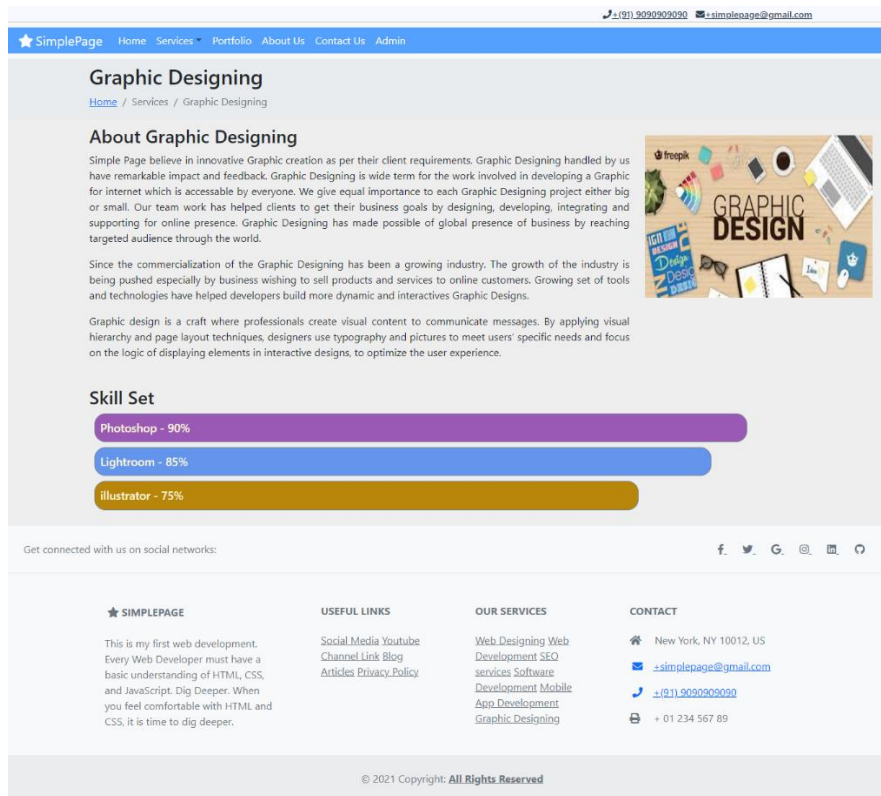 +(91) 9090909090 +simplepage@gmail.com
SimplePage Home Services Portfolio About Us Contact Us Admin
Graphic Designing
Home / Services / Graphic Designing
About Graphic Designing
Simple Page believe in innovative Graphic creation as per their client requirements. Graphic Designing handled by us
have remarkable impact and feedback. Graphic Designing is wide term for the work involved in developing a Graphic
for internet which is accessable by everyone. We give equal importance to each Graphic Designing project either big
or small. Our team work has helped clients to get their business goals by designing, developing, integrating and
supporting for online presence. Graphic Designing has made possible of global presence of business by reaching
targeted audience through the world.
Since the commercialization of the Graphic Designing has been a growing industry. The growth of the industry is
being pushed especially by business wishing to sell products and services to online customers. Growing set of tools
and technologies have helped developers build more dynamic and interactives Graphic Designs.
Graphic design is a craft where professionals create visual content to communicate messages. By applying visual
hierarchy and page layout techniques, designers use typography and pictures to meet users' specific needs and focus
on the logic of displaying elements in interactive designs, to optimize the user experience.
freepik
GRAPHIC
DESIGN
DESIGN
Design
Idea
Skill Set
Photoshop - 90%
Lightroom - 85%
illustrator - 75%
Get connected with us on social networks:
SIMPLEPAGE
This is my first web development.
Every Web Developer must have a
basic understanding of HTML, CSS,
and JavaScript. Dig Deeper. When
you feel comfortable with HTML and
CSS, it is time to dig deeper.
USEFUL LINKS
Social Media Youtube
Channel Link Blog
Articles Privacy Policy
OUR SERVICES
Web Designing Web
Development SEO
services Software
Development Mobile
App Development
Graphic Designing
CONTACT
New York, NY 10012, US
+simplepage@gmail.com
+(91) 9090909090
+ 01 234 567 89
© 2021 Copyright: All Rights Reserved